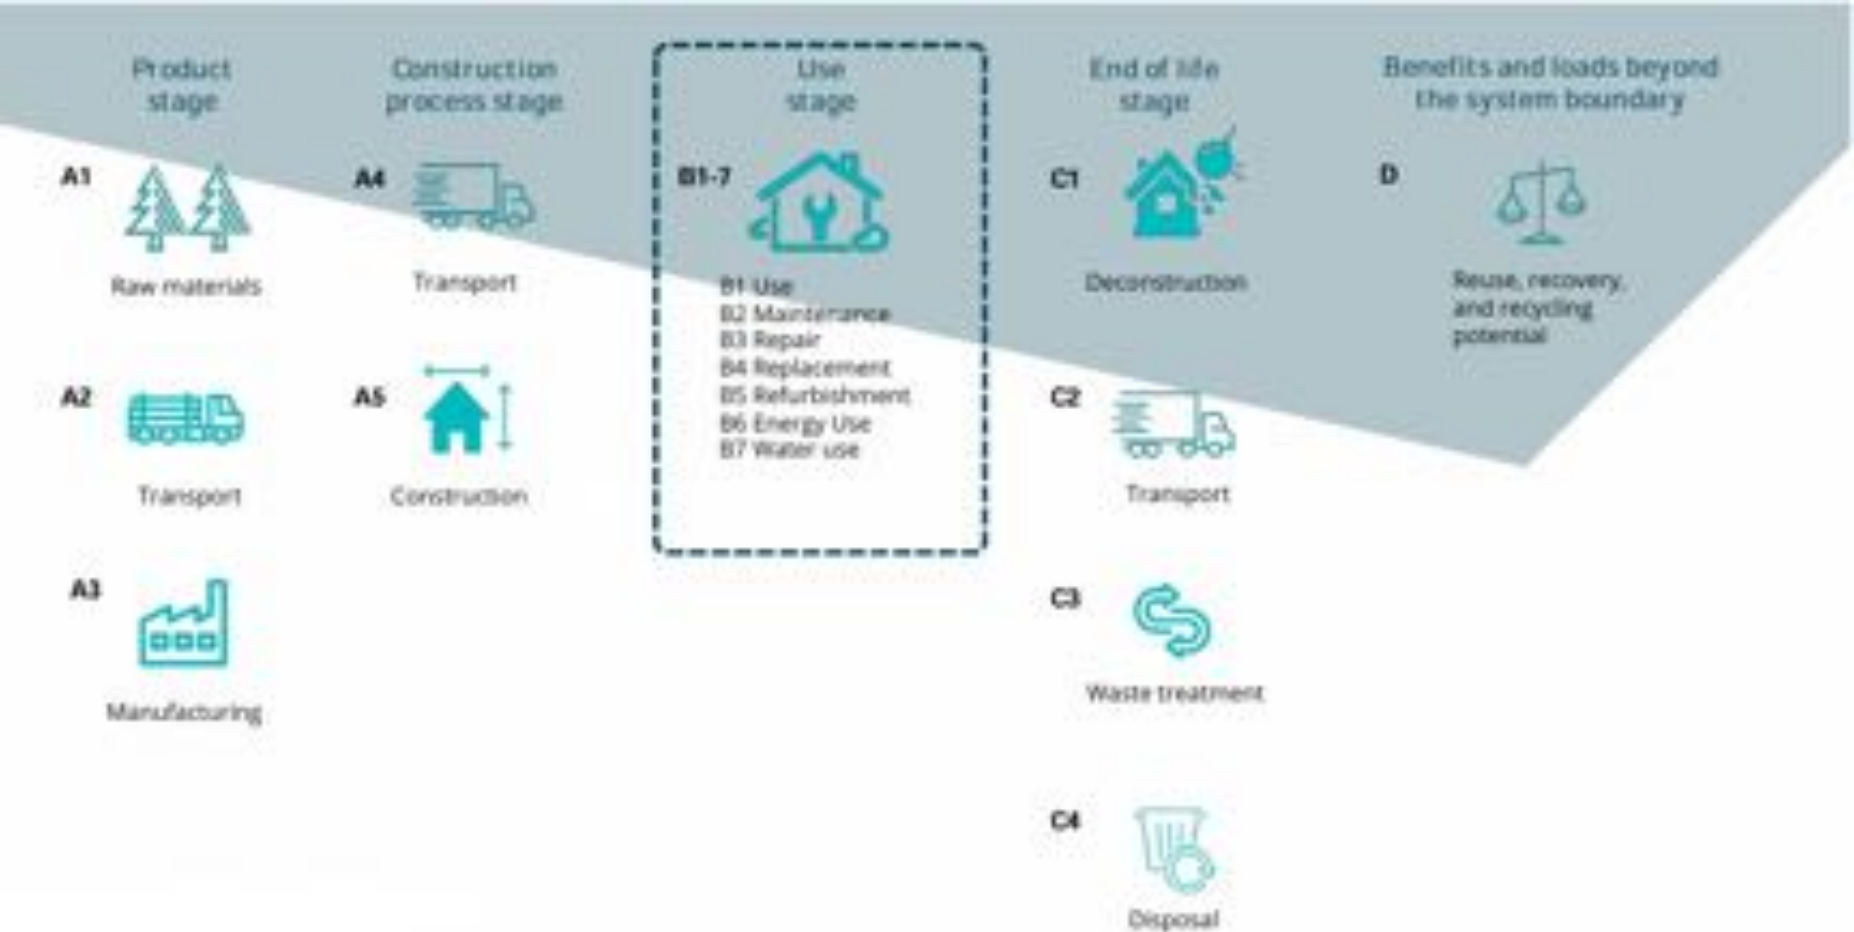 Product
stage
A1
Raw materials
A2
Transport
A3
Manufacturing
Construction
process stage
A4
Transport
A5
Construction
Use
stage
B1-7
B1 Use
B2 Maintenance
B3 Repair
B4 Replacement
B5 Refurbishment
B6 Energy Use
B7 Water use
End of life
stage
C1
Deconstruction
C2
Transport
C3
Waste treatment
C4
Disposal
Benefits and loads beyond
the system boundary
D
Reuse, recovery,
and recycling
potential